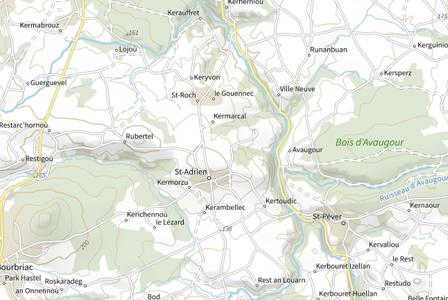 Kerherniou
Kerauffret
Kermabrouz
.161
Lojou
Runanbuan
Kerguinio
Kersperz
Keryvon
Guerguevel
Ville Neuve
St-Roch
le Gouennec
Kermarcal
Restarc'hornou
Rubertel
Bois d'Avaugour
Avaugour
Restigou
165
St-Adrien
Kermorzu
Ruisseau d'Avaugour
Kertoudic
Kernaour
Kerambellec
Kerichennou
le Lézard
St-Péver
.138
200
Kervaliou
le Rest
Bourbriac
Kerbouret Izellan
Park Hastel
Roskaradeg
Rest an Louarn
Restudo
an Onnennoù
Bod
Kerbouret Huellan
Belle Fontaine